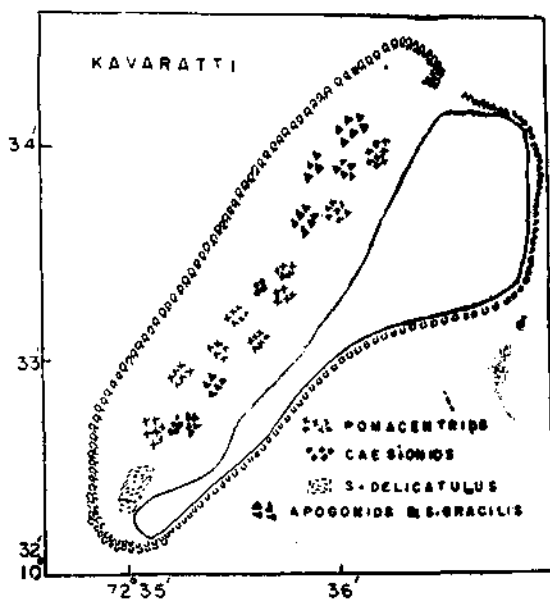 KAVARATTI
34'
33'
POMACENTRIDS
CAESIONIDS
S·DELICATULUS
APOGONIDS & S·GRACILIS
32'
10°
72°35'
36'